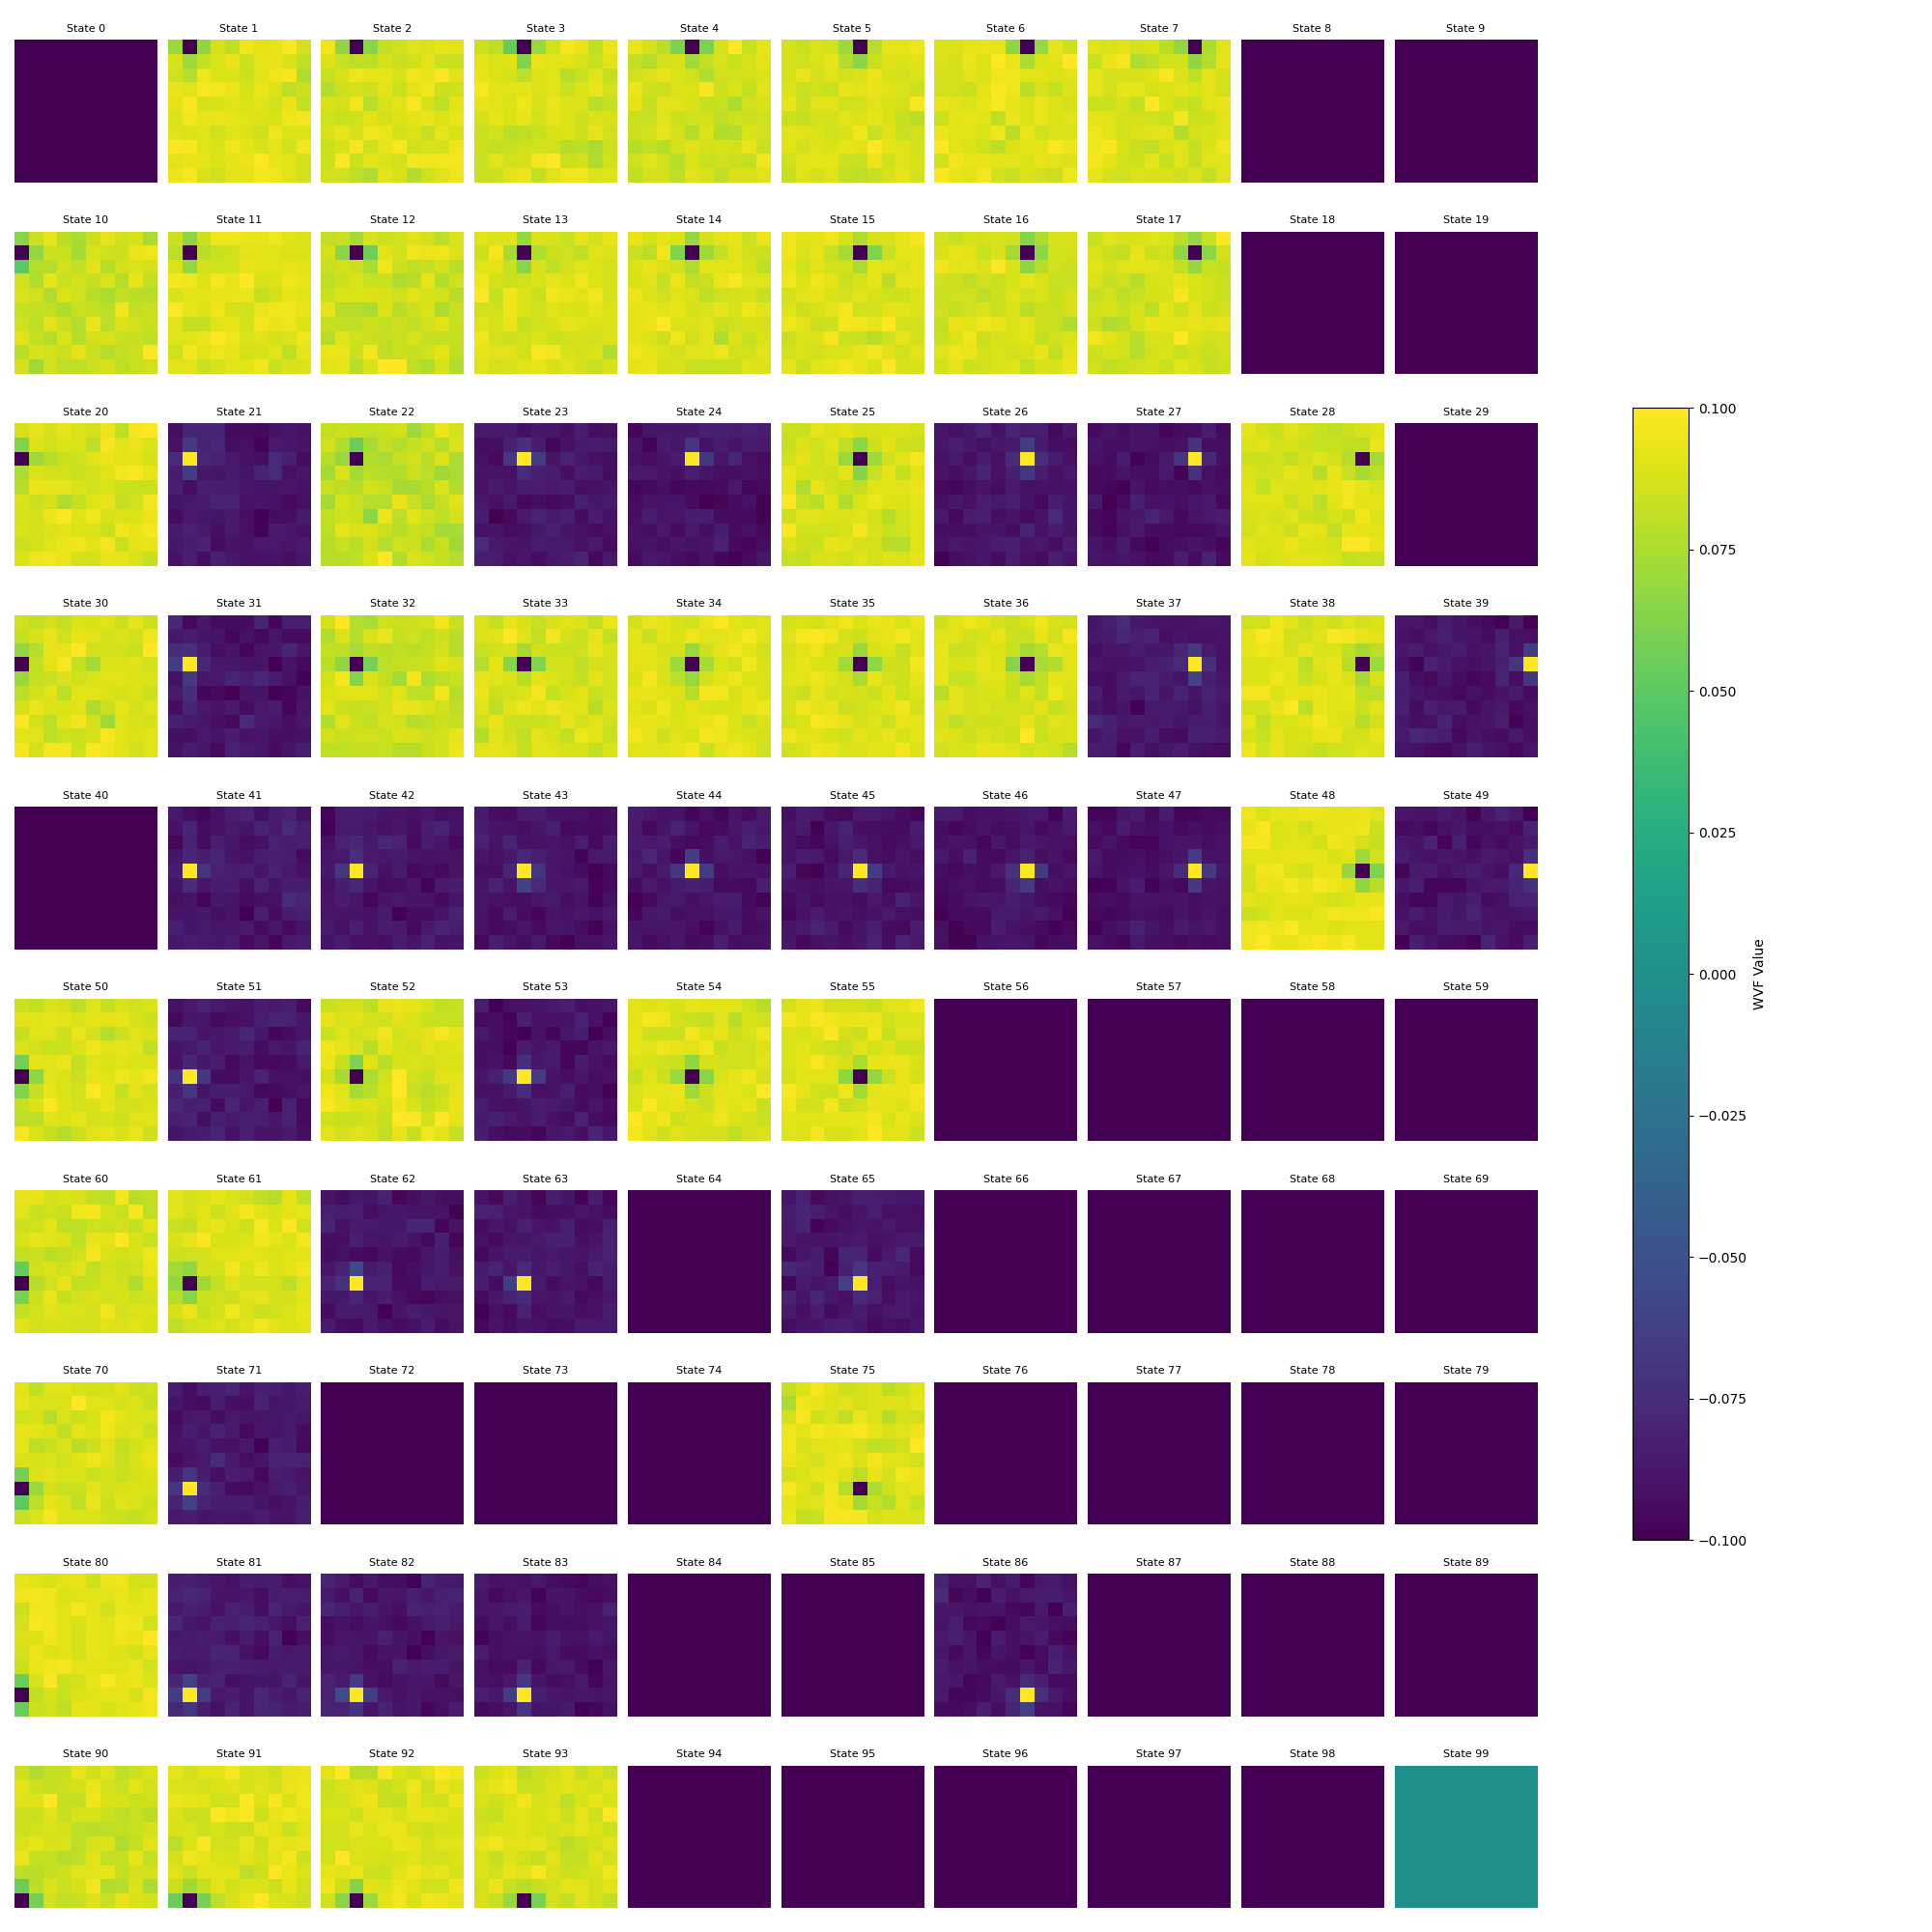 State 0 State 1 State 2 State 3 State 4 State 5 State 6 State 7 State 8 State 9
State 10 State 11 State 12 State 13 State 14 State 15 State 16 State 17 State 18 State 19
State 20 State 21 State 22 State 23 State 24 State 25 State 26 State 27 State 28 State 29
State 30 State 31 State 32 State 33 State 34 State 35 State 36 State 37 State 38 State 39
State 40 State 41 State 42 State 43 State 44 State 45 State 46 State 47 State 48 State 49
State 50 State 51 State 52 State 53 State 54 State 55 State 56 State 57 State 58 State 59
State 60 State 61 State 62 State 63 State 64 State 65 State 66 State 67 State 68 State 69
State 70 State 71 State 72 State 73 State 74 State 75 State 76 State 77 State 78 State 79
State 80 State 81 State 82 State 83 State 84 State 85 State 86 State 87 State 88 State 89
State 90 State 91 State 92 State 93 State 94 State 95 State 96 State 97 State 98 State 99
0.100
0.075
0.050
0.025
0.000
−0.025
−0.050
−0.075
−0.100
WVF Value